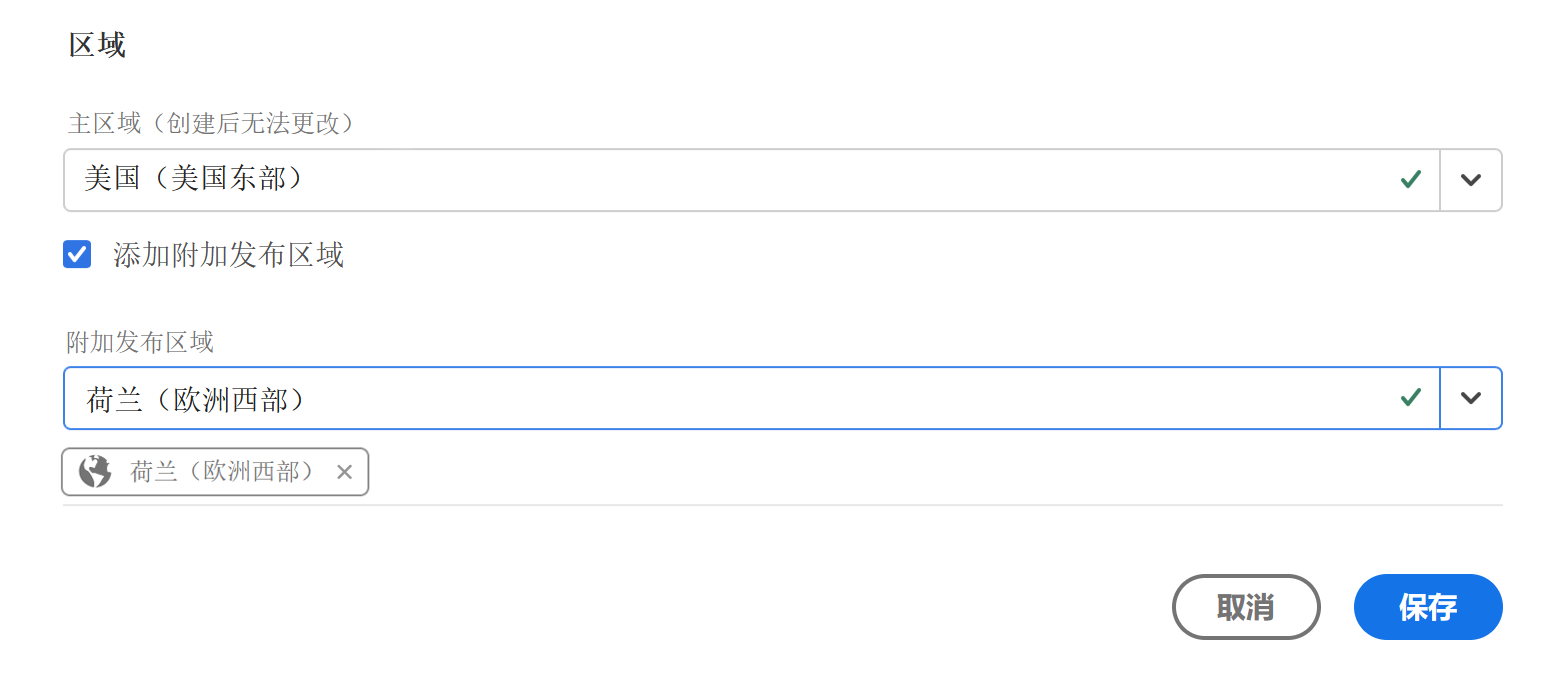 区域
主区域（创建后无法更改）
美国（美国东部）
添加附加发布区域
附加发布区域
荷兰（欧洲西部）
荷兰（欧洲西部）
取消
保存